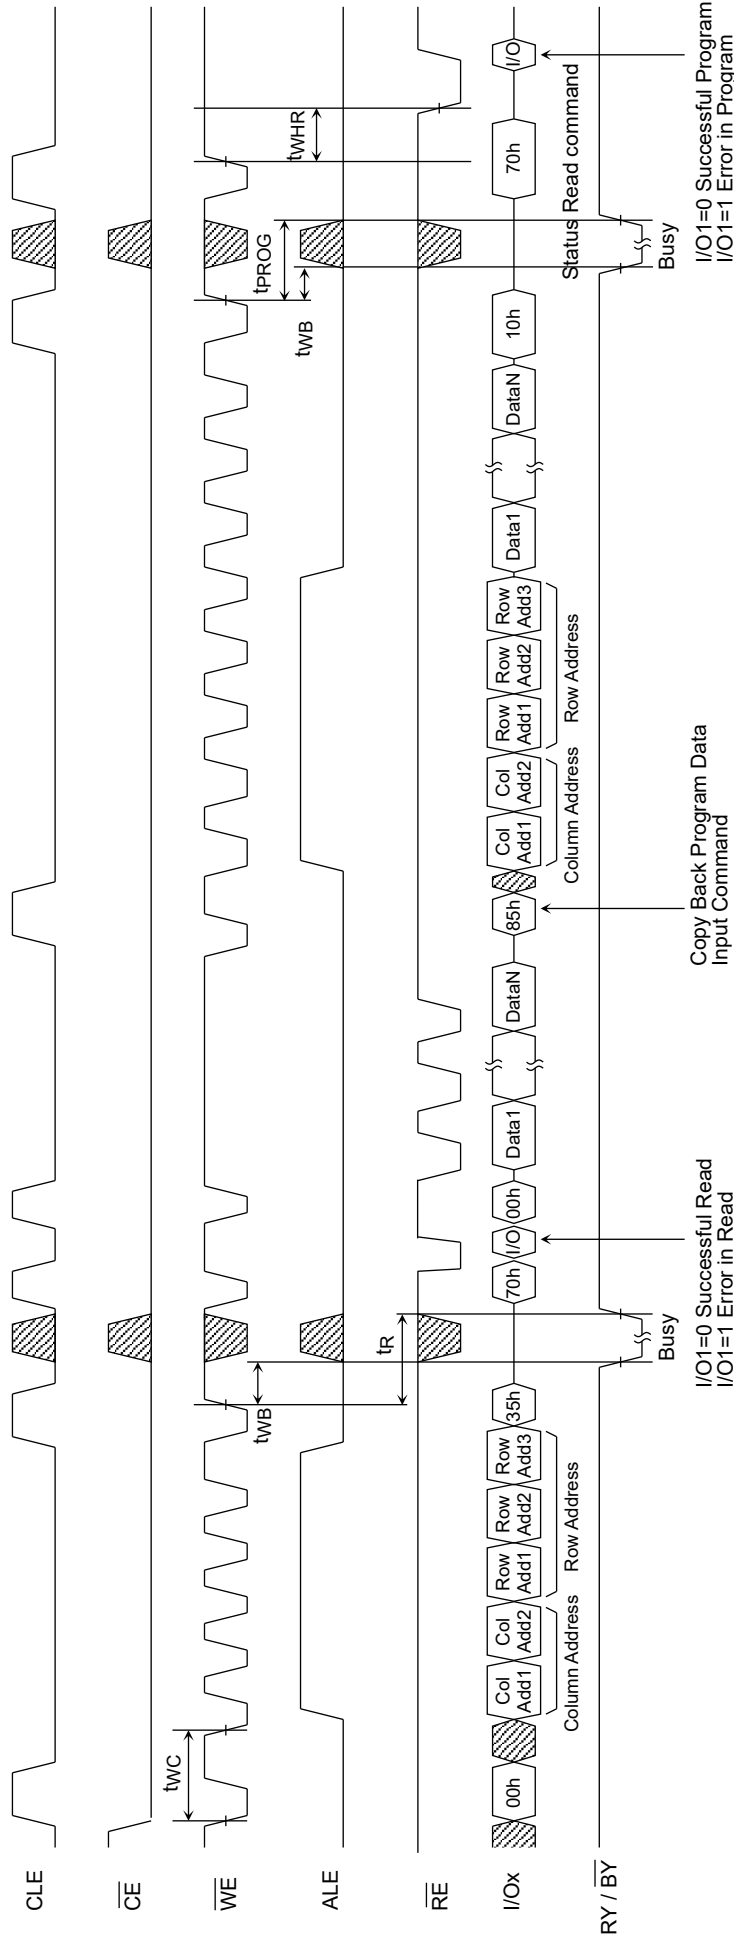 CLE
CE
WE
ALE
RE
I/Ox
RY / BY
tWC
tWB
tR
tWB
tPROG
tWHR
00h
Col Add1
Col Add2
Row Add1
Row Add2
Row Add3
35h
70h
I/O
00h
Data1
DataN
85h
Col Add1
Col Add2
Row Add1
Row Add2
Row Add3
Data1
DataN
10h
70h
I/O
Column Address
Row Address
Column Address
Row Address
Status Read command
Busy
Busy
I/O1=0 Successful Read
I/O1=1 Error in Read
Copy Back Program Data
Input Command
I/O1=0 Successful Program
I/O1=1 Error in Program